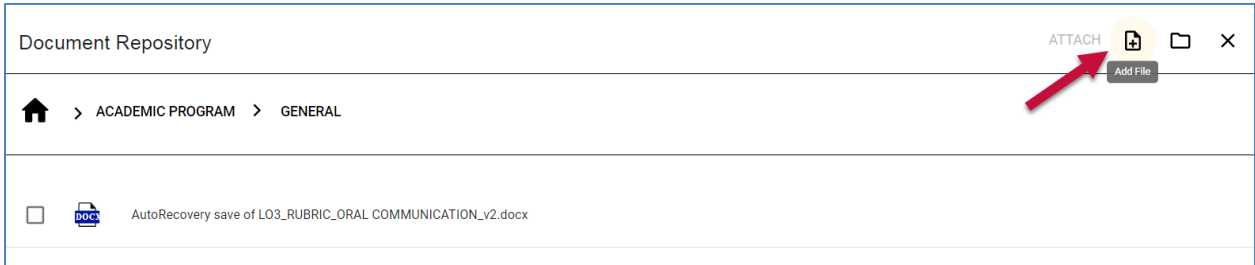 Document Repository
ATTACH
Add File
ACADEMIC PROGRAM > GENERAL
DOCX
AutoRecovery save of LO3_RUBRIC_ORAL COMMUNICATION_v2.docx